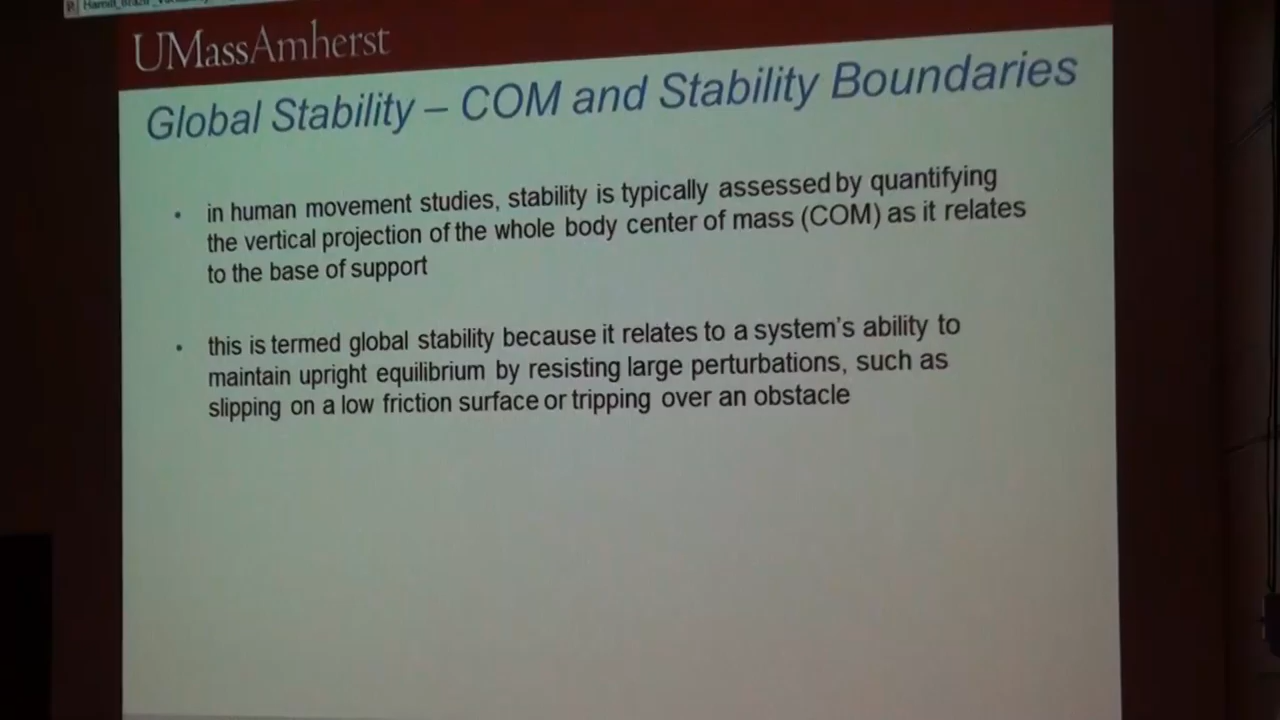 UMassAmherst
Global Stability – COM and Stability Boundaries
• in human movement studies, stability is typically assessed by quantifying
the vertical projection of the whole body center of mass (COM) as it relates
to the base of support
• this is termed global stability because it relates to a system's ability to
maintain upright equilibrium by resisting large perturbations, such as
slipping on a low friction surface or tripping over an obstacle